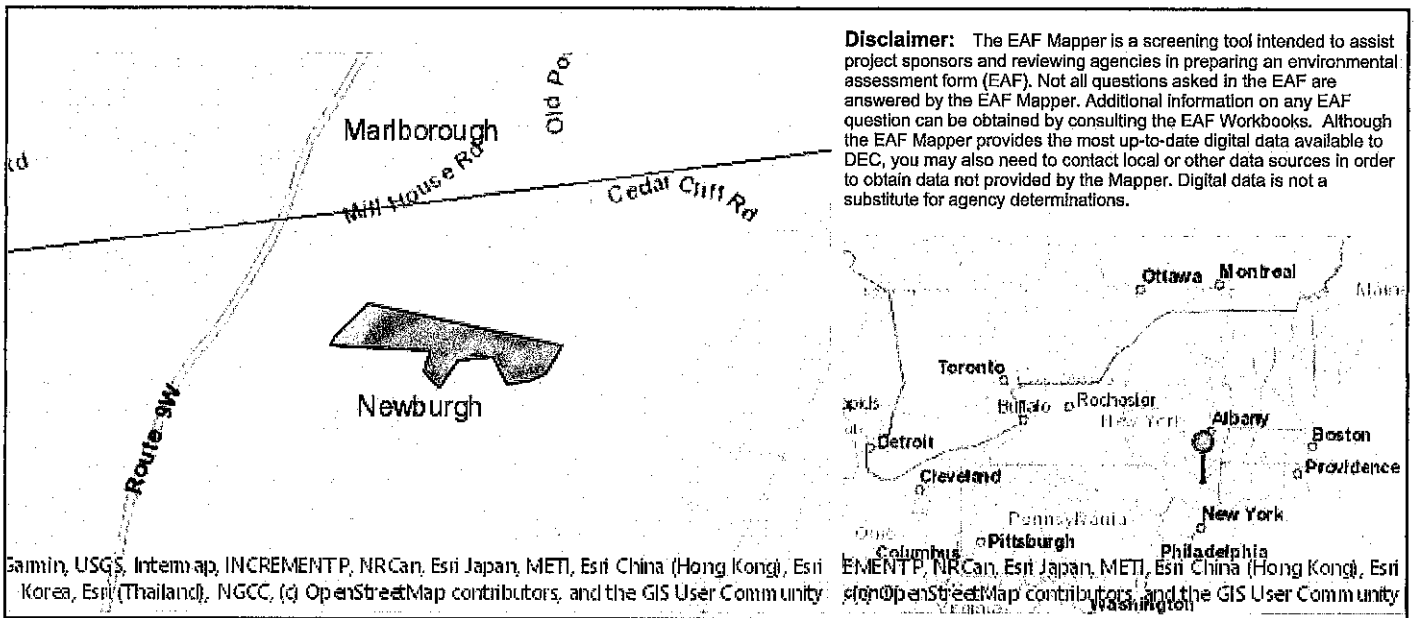 Disclaimer: The EAF Mapper is a screening tool intended to assist
project sponsors and reviewing agencies in preparing an environmental
assessment form (EAF). Not all questions asked in the EAF are
answered by the EAF Mapper. Additional information on any EAF
question can be obtained by consulting the EAF Workbooks. Although
the EAF Mapper provides the most up-to-date digital data available to
DEC, you may also need to contact local or other data sources in order
to obtain data not provided by the Mapper. Digital data is not a
substitute for agency determinations.
Old Po
Marlborough
Rd
Mill House Rd
Cedar Cliff Rd
Newburgh
Route 9W
Garmin, USGS, Intermap, INCREMENT P, NRCan, Esri Japan, METI, Esri China (Hong Kong), Esri
Korea, Esri (Thailand), NGCC, (c) OpenStreetMap contributors, and the GIS User Community
Ottawa
Montreal
Maine
Toronto
Buffalo
Rochester
New York
Albany
Boston
Detroit
Providence
Cleveland
New York
Pennsylvania
Pittsburgh
Columbus
Philadelphia
EMENT P, NRCan, Esri Japan, METI, Esri China (Hong Kong), Esri
OpenStreetMap contributors, and the GIS User Community
Washington